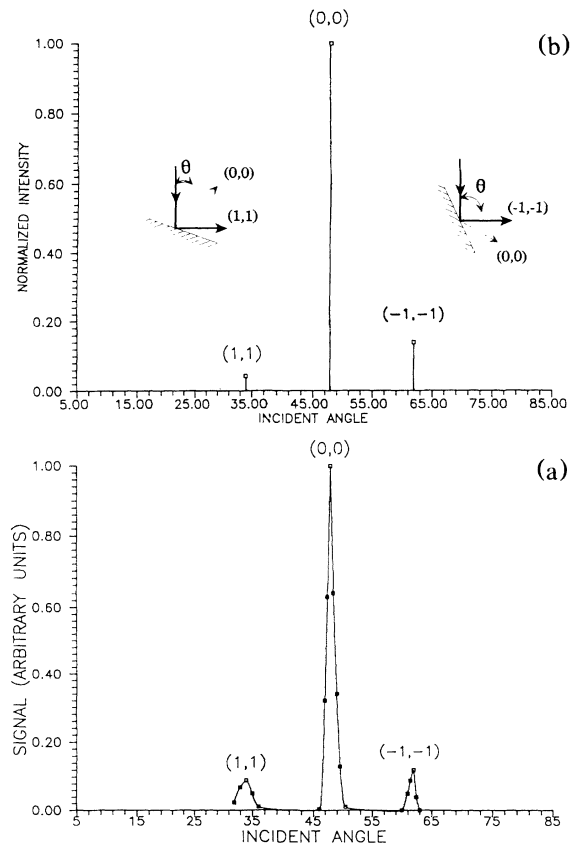 (0,0)
(b)
1.00
0.80
0.60
0.40
0.20
0.00
NORMALIZED INTENSITY
θ
(0,0)
(1,1)
θ
(-1,-1)
(0,0)
(1,1)
(-1,-1)
5.00 15.00 25.00 35.00 45.00 55.00 65.00 75.00 85.00
INCIDENT ANGLE
(0,0)
(a)
1.00
0.80
0.60
0.40
0.20
0.00
SIGNAL (ARBITRARY UNITS)
(1,1)
(-1,-1)
5 25 45 65 85
INCIDENT ANGLE